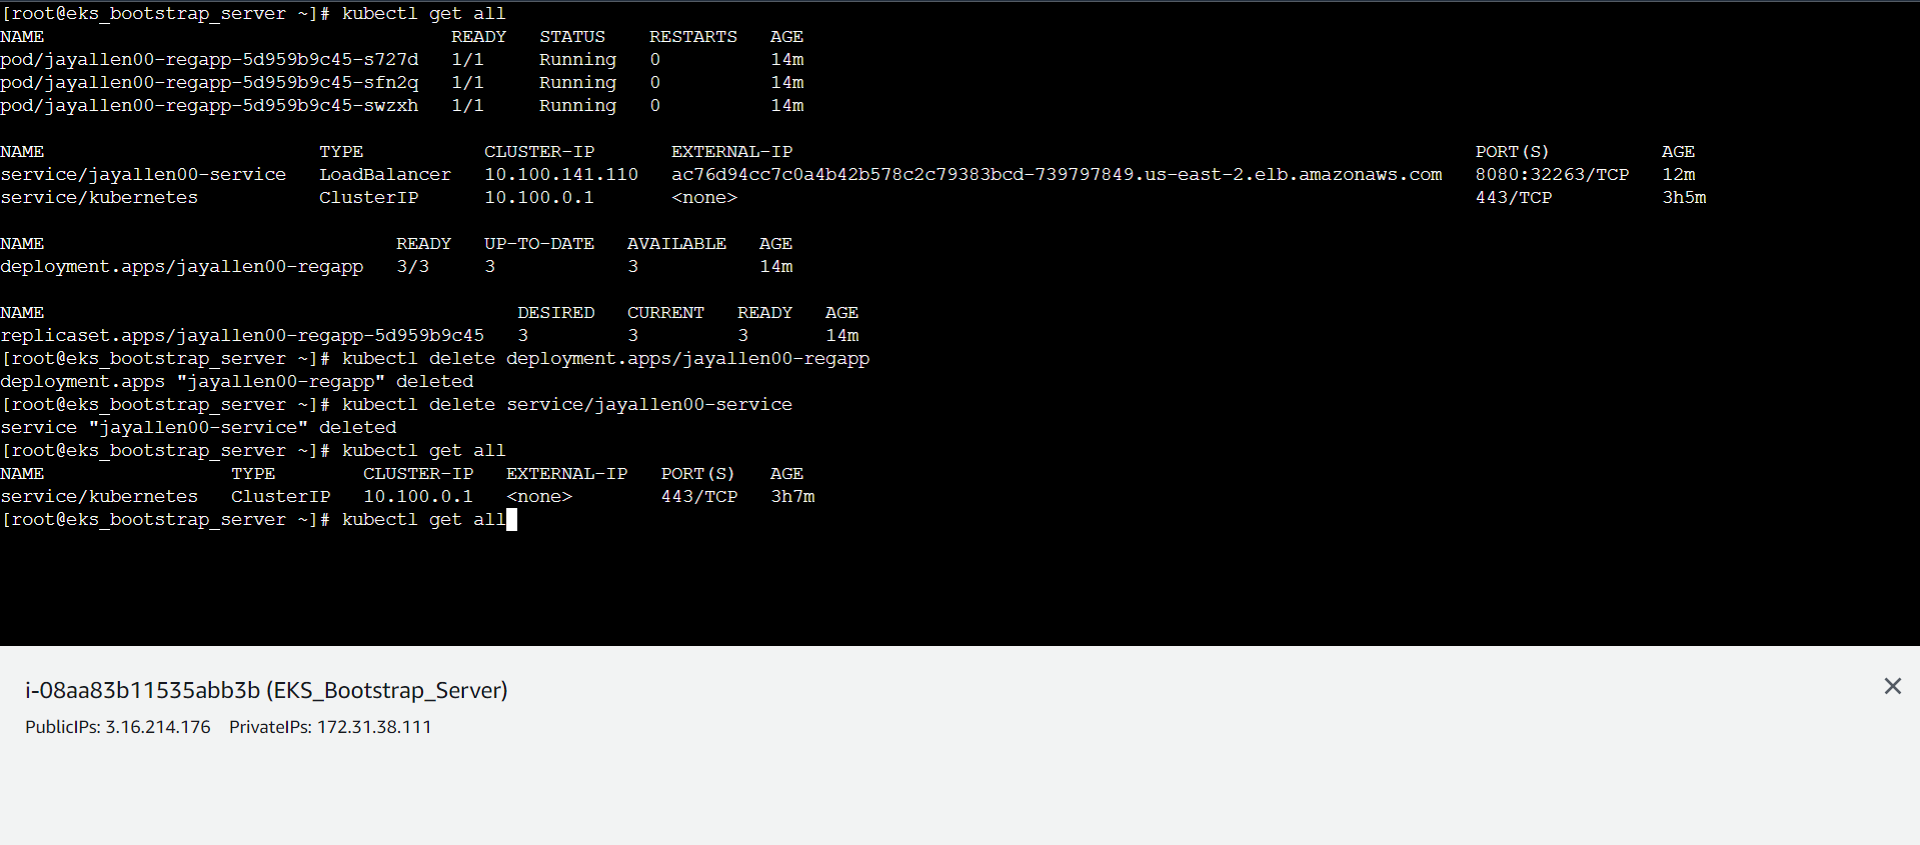 [root@eks_bootstrap_server ~]# kubectl get all
NAME READY STATUS RESTARTS AGE
pod/jayallen00-regapp-5d959b9c45-s727d 1/1 Running 0 14m
pod/jayallen00-regapp-5d959b9c45-sfn2q 1/1 Running 0 14m
pod/jayallen00-regapp-5d959b9c45-swzxh 1/1 Running 0 14m
NAME TYPE CLUSTER-IP EXTERNAL-IP PORT(S) AGE
service/jayallen00-service LoadBalancer 10.100.141.110 ac76d94cc7c0a4b42b578c2c79383bcd-739797849.us-east-2.elb.amazonaws.com 8080:32263/TCP 12m
service/kubernetes ClusterIP 10.100.0.1 <none> 443/TCP 3h5m
NAME READY UP-TO-DATE AVAILABLE AGE
deployment.apps/jayallen00-regapp 3/3 3 3 14m
NAME DESIRED CURRENT READY AGE
replicaset.apps/jayallen00-regapp-5d959b9c45 3 3 3 14m
[root@eks_bootstrap_server ~]# kubectl delete deployment.apps/jayallen00-regapp
deployment.apps "jayallen00-regapp" deleted
[root@eks_bootstrap_server ~]# kubectl delete service/jayallen00-service
service "jayallen00-service" deleted
[root@eks_bootstrap_server ~]# kubectl get all
NAME TYPE CLUSTER-IP EXTERNAL-IP PORT(S) AGE
service/kubernetes ClusterIP 10.100.0.1 <none> 443/TCP 3h7m
[root@eks_bootstrap_server ~]# kubectl get all
i-08aa83b11535abb3b (EKS_Bootstrap_Server)
PublicIPs: 3.16.214.176 PrivateIPs: 172.31.38.111